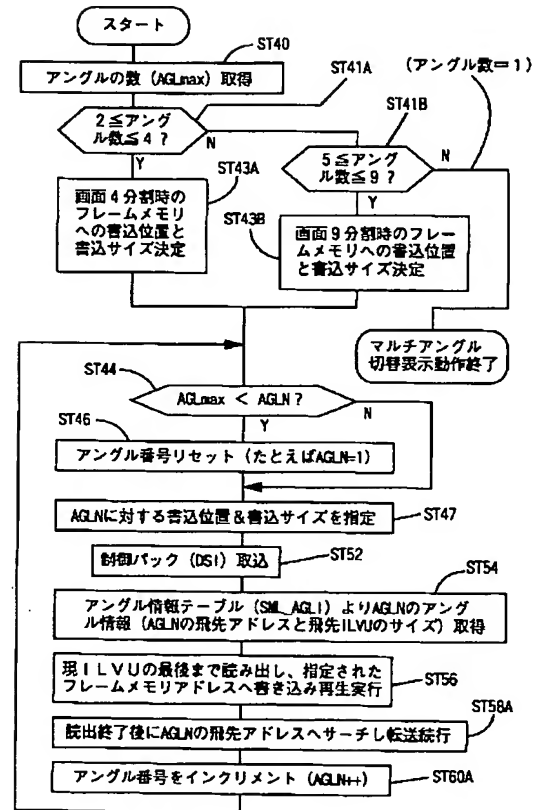 スタート
ST40
アングルの数（AGLmax）取得
ST41A
（アングル数＝１）
２≦アング
ル数≦４？
ST41B
N
Y
ST43A
５≦アング
ル数≦９？
N
Y
画面４分割時の
フレームメモリ
への書込位置と
書込サイズ決定
ST43B
画面９分割時のフレー
ムメモリへの書込位置
と書込サイズ決定
マルチアングル
切替表示動作終了
ST44
AGLmax < AGLN？
N
Y
ST46
アングル番号リセット（たとえばAGLN=1）
AGLNに対する書込位置＆書込サイズを指定
ST47
制御パック（DSI）取込
ST52
ST54
アングル情報テーブル（SML_AGLI）よりAGLNのアング
ル情報（AGLNの飛先アドレスと飛先ILVUのサイズ）取得
現ＩＬＶＵの最後まで読み出し、指定された
フレームメモリアドレスへ書き込み再生実行
ST56
ST58A
読出終了後にAGLNの飛先アドレスへサーチし転送続行
アングル番号をインクリメント（AGLN++）
ST60A